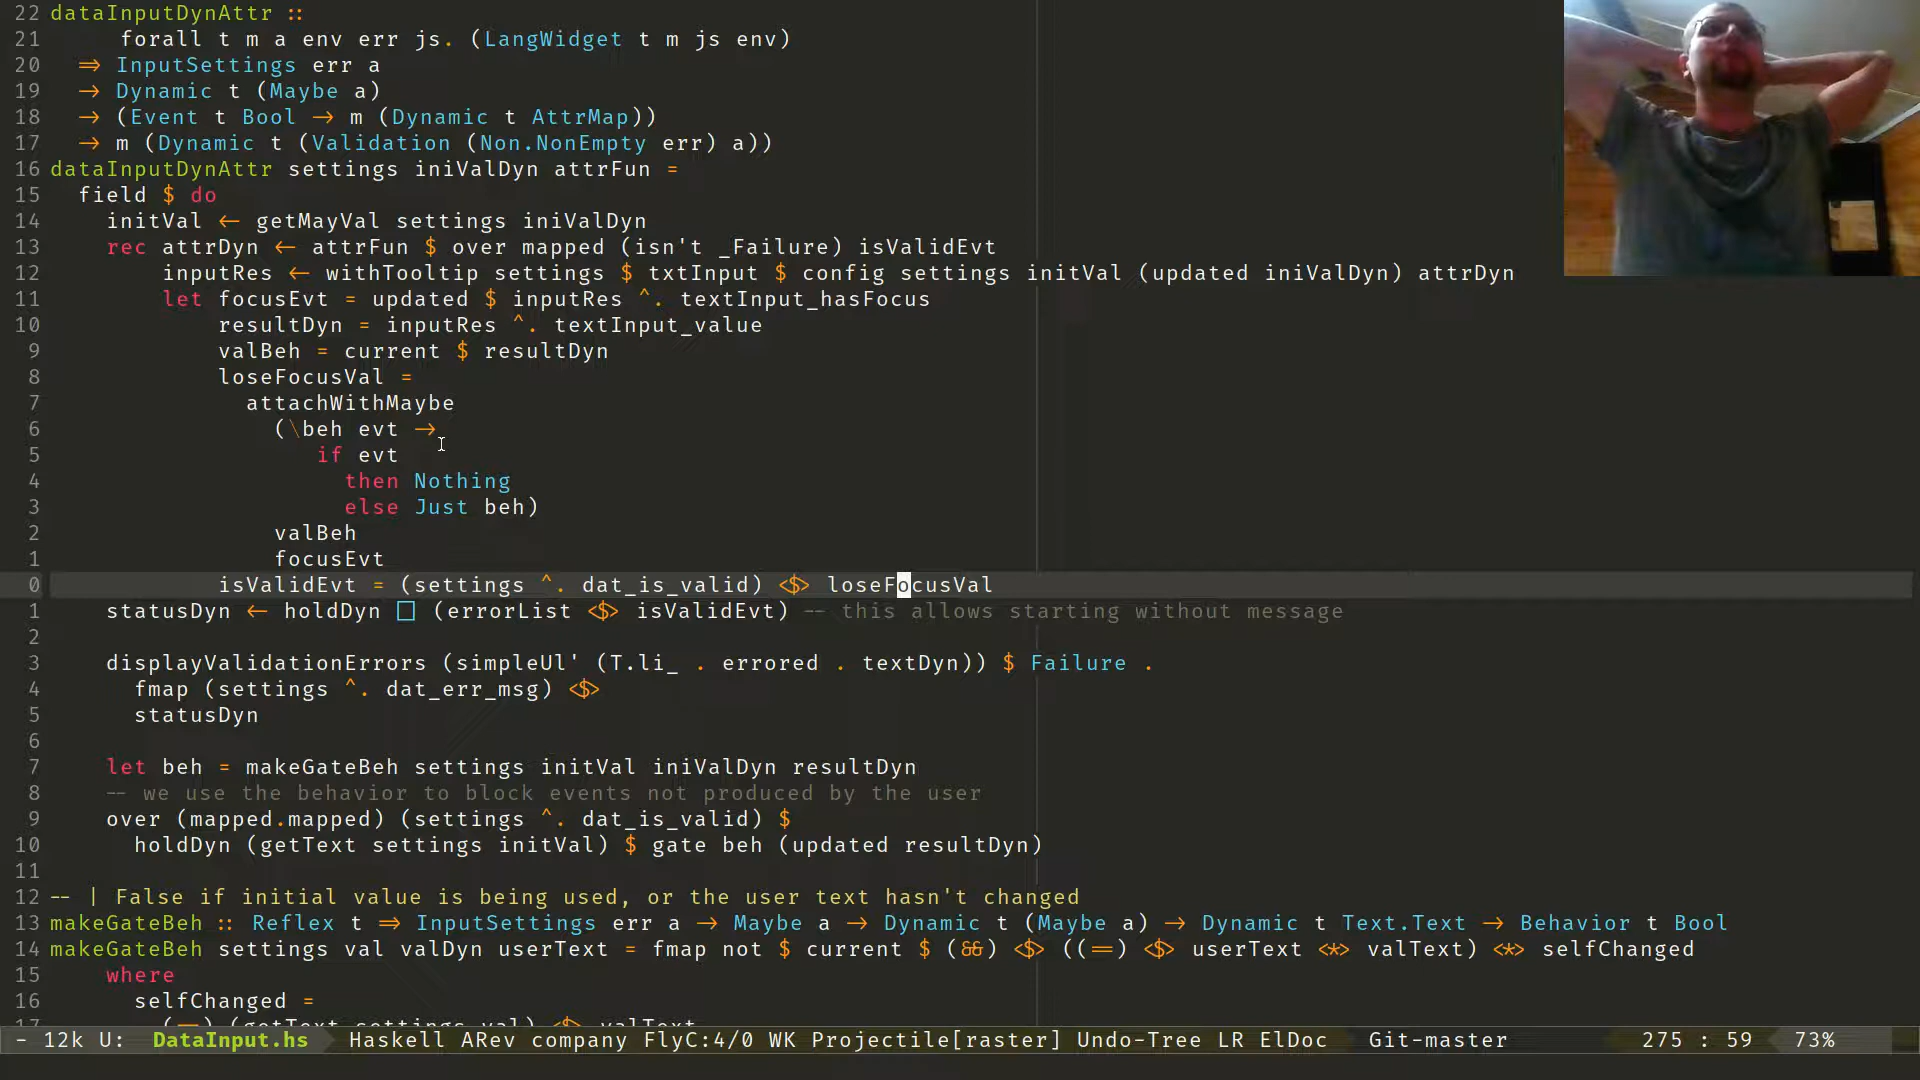 22 dataInputDynAttr ::
21 forall t m a env err js. (LangWidget t m js env)
20 ⇒ InputSettings err a
19 → Dynamic t (Maybe a)
18 → (Event t Bool → m (Dynamic t AttrMap))
17 → m (Dynamic t (Validation (Non.NonEmpty err) a))
16 dataInputDynAttr settings iniValDyn attrFun =
15 field $ do
14 initVal ← getMayVal settings iniValDyn
13 rec attrDyn ← attrFun $ over mapped (isn't _Failure) isValidEvt
12 inputRes ← withTooltip settings $ txtInput $ config settings initVal (updated iniValDyn) attrDyn
11 let focusEvt = updated $ inputRes ^. textInput_hasFocus
10 resultDyn = inputRes ^. textInput_value
9 valBeh = current $ resultDyn
8 loseFocusVal =
7 attachWithMaybe
6 (\beh evt →
5 if evt
4 then Nothing
3 else Just beh)
2 valBeh
1 focusEvt
0 isValidEvt = (settings ^. dat_is_valid) <$> loseFocusVal
1 statusDyn ← holdDyn [] (errorList <$> isValidEvt) -- this allows starting without message
2
3 displayValidationErrors (simpleUl' (T.li_ . errored . textDyn)) $ Failure .
4 fmap (settings ^. dat_err_msg) <$>
5 statusDyn
6
7 let beh = makeGateBeh settings initVal iniValDyn resultDyn
8 -- we use the behavior to block events not produced by the user
9 over (mapped.mapped) (settings ^. dat_is_valid) $
10 holdDyn (getText settings initVal) $ gate beh (updated resultDyn)
11
12 -- | False if initial value is being used, or the user text hasn't changed
13 makeGateBeh :: Reflex t ⇒ InputSettings err a → Maybe a → Dynamic t (Maybe a) → Dynamic t Text.Text → Behavior t Bool
14 makeGateBeh settings val valDyn userText = fmap not $ current $ (&&) <$> ((==) <$> userText <*> valText) <*> selfChanged
15 where
16 selfChanged =
17 (==) (getText settings val) <$> valText
- 12k U: DataInput.hs Haskell ARev company FlyC:4/0 WK Projectile[raster] Undo-Tree LR ElDoc Git-master 275 : 59 73%